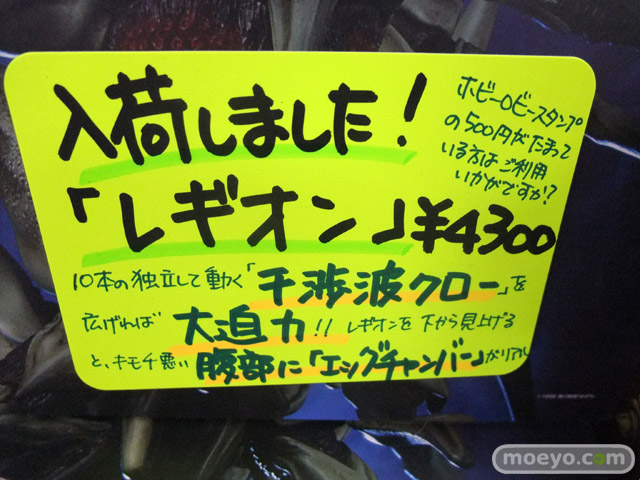 入荷しました!
ホビーロビースタンプ
の500円がたまって
いる方はご利用
いかがですか?
「レギオン」¥4300
10本の独立して動く「干渉波クロー」を
広げれば 大迫力!! レギオンを下から見上げる
と、キモチ悪い 腹部に「エッグチャンバー」がリアル
moeyo.com